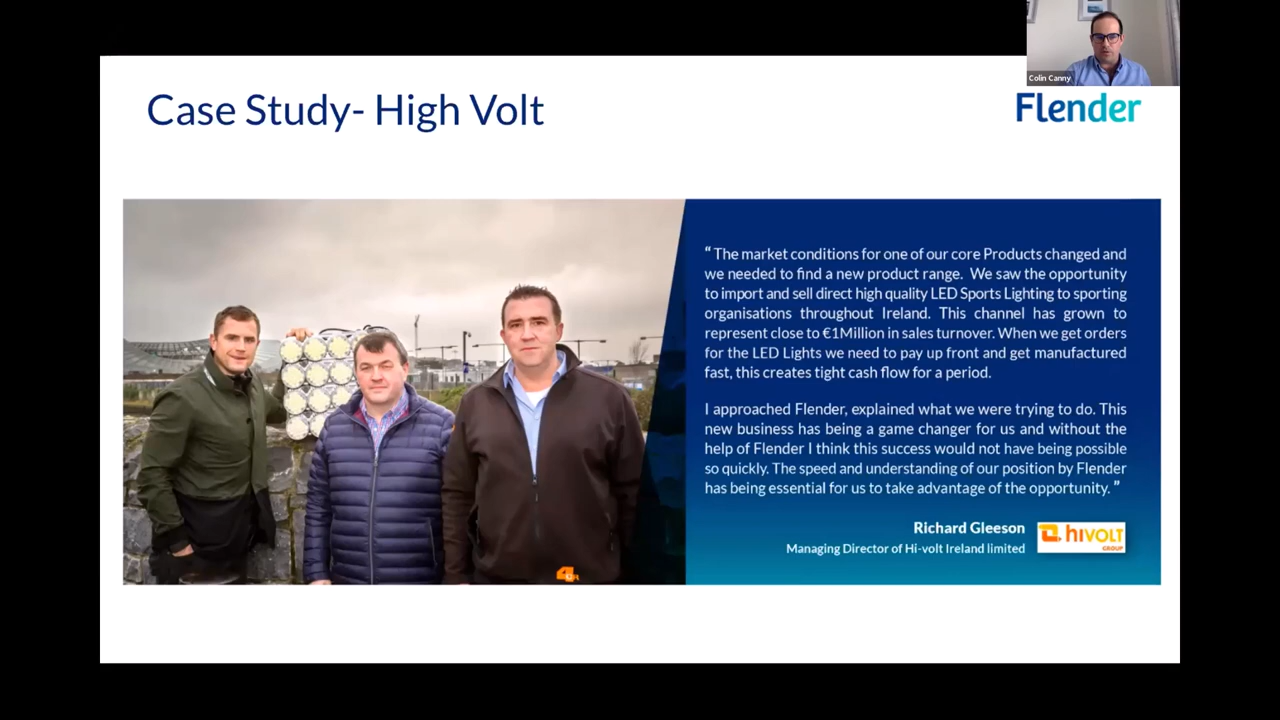 Colin Canny
Case Study- High Volt
Flender
“ The market conditions for one of our core Products changed and
we needed to find a new product range. We saw the opportunity
to import and sell direct high quality LED Sports Lighting to sporting
organisations throughout Ireland. This channel has grown to
represent close to €1Million in sales turnover. When we get orders
for the LED Lights we need to pay up front and get manufactured
fast, this creates tight cash flow for a period.
I approached Flender, explained what we were trying to do. This
new business has being a game changer for us and without the
help of Flender I think this success would not have being possible
so quickly. The speed and understanding of our position by Flender
has being essential for us to take advantage of the opportunity. ”
Richard Gleeson
Managing Director of Hi-volt Ireland limited
hiVOLT
GROUP